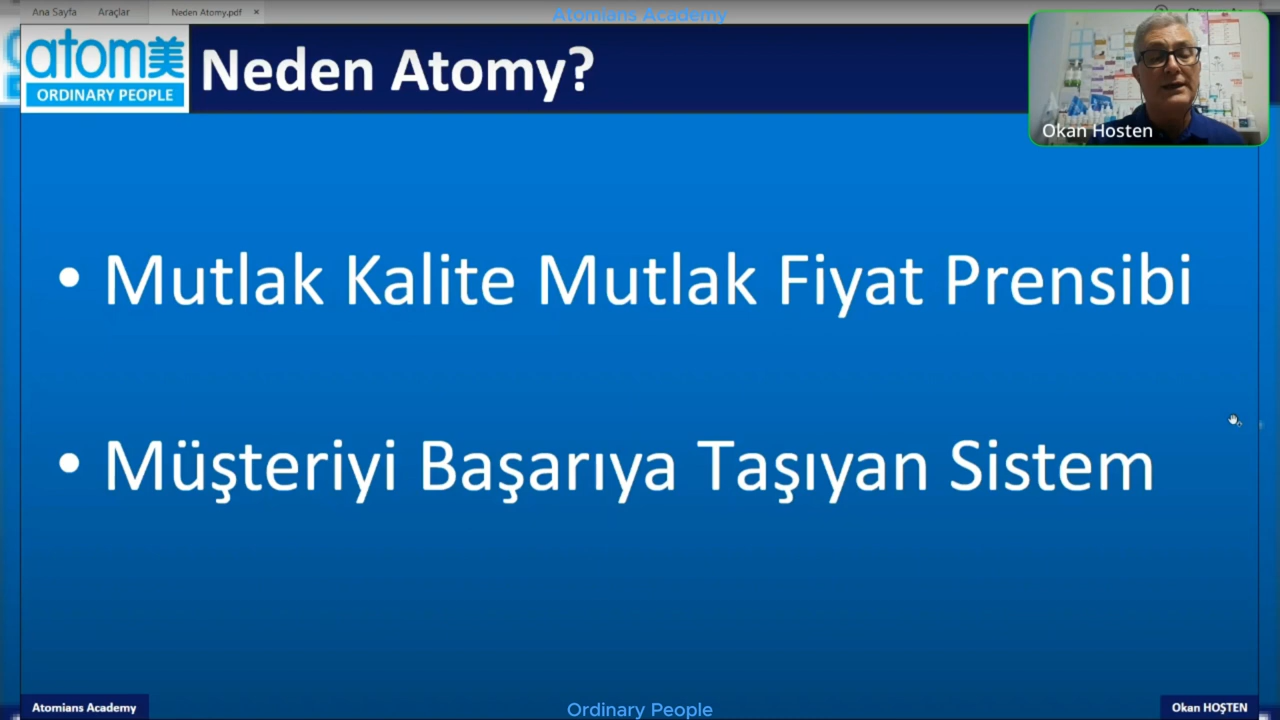 Ana Sayfa Araçlar Neden Atomy.pdf ×
Atomians Academy
atom美
ORDINARY PEOPLE
Neden Atomy?
Okan Hosten
• Mutlak Kalite Mutlak Fiyat Prensibi
• Müşteriyi Başarıya Taşıyan Sistem
Atomians Academy
Ordinary People
Okan HOŞTEN